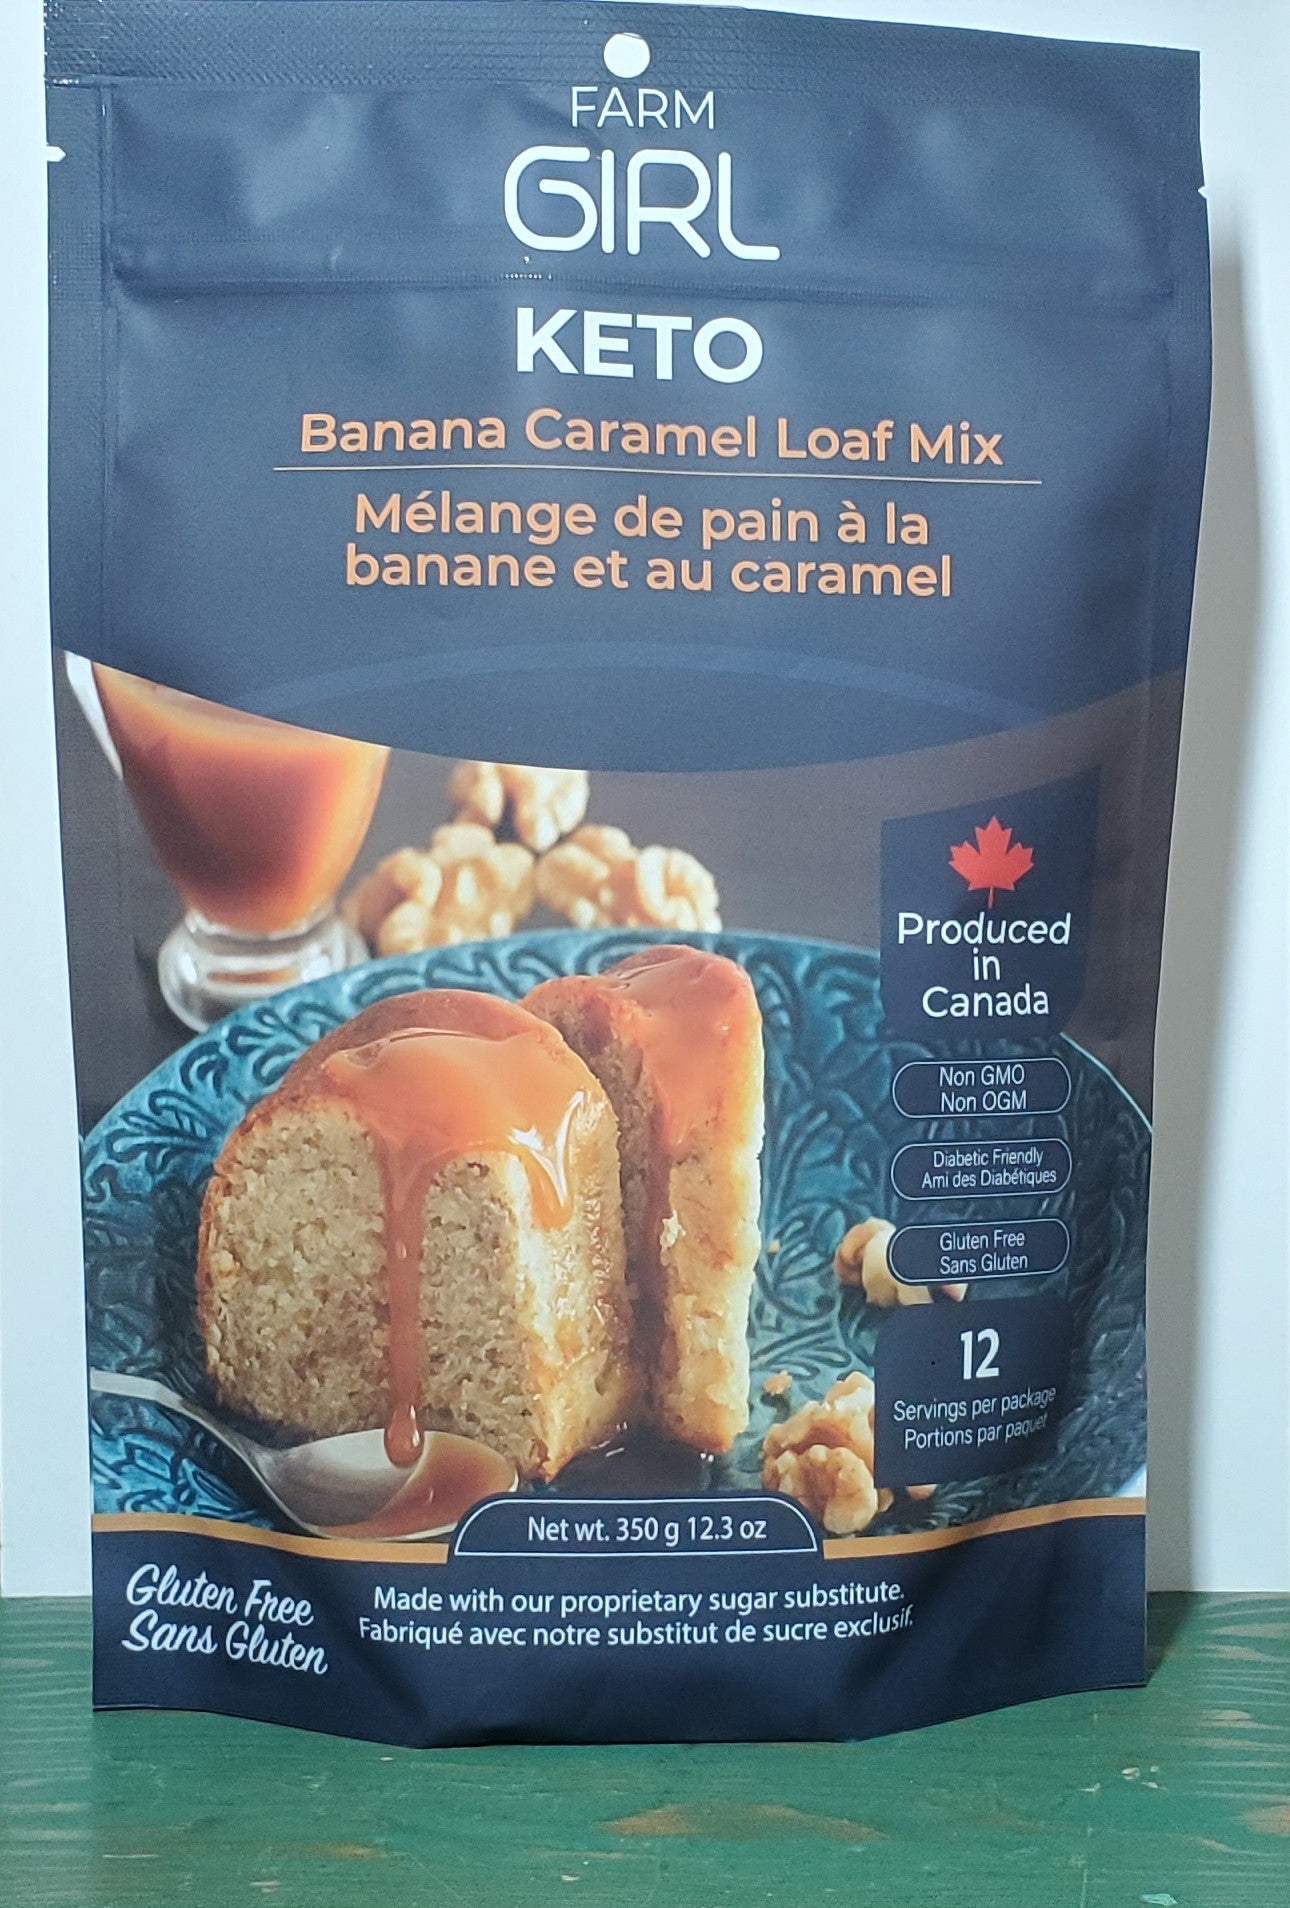 FARM
GIRL
KETO
Banana Caramel Loaf Mix
Mélange de pain à la
banane et au caramel
Produced
in
Canada
Non GMO
Non OGM
Diabetic Friendly
Ami des Diabétiques
Gluten Free
Sans Gluten
12
Servings per package
Portions par paquet
Net wt. 350 g 12.3 oz
Gluten Free
Sans Gluten
Made with our proprietary sugar substitute.
Fabriqué avec notre substitut de sucre exclusif.